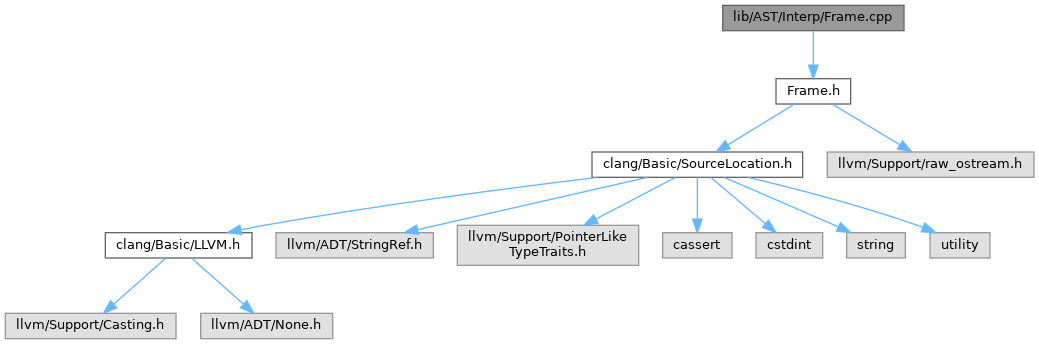 lib/AST/Interp/Frame.cpp
Frame.h
clang/Basic/SourceLocation.h
llvm/Support/raw_ostream.h
clang/Basic/LLVM.h
llvm/ADT/StringRef.h
llvm/Support/PointerLike
TypeTraits.h
cassert
cstdint
string
utility
llvm/Support/Casting.h
llvm/ADT/None.h